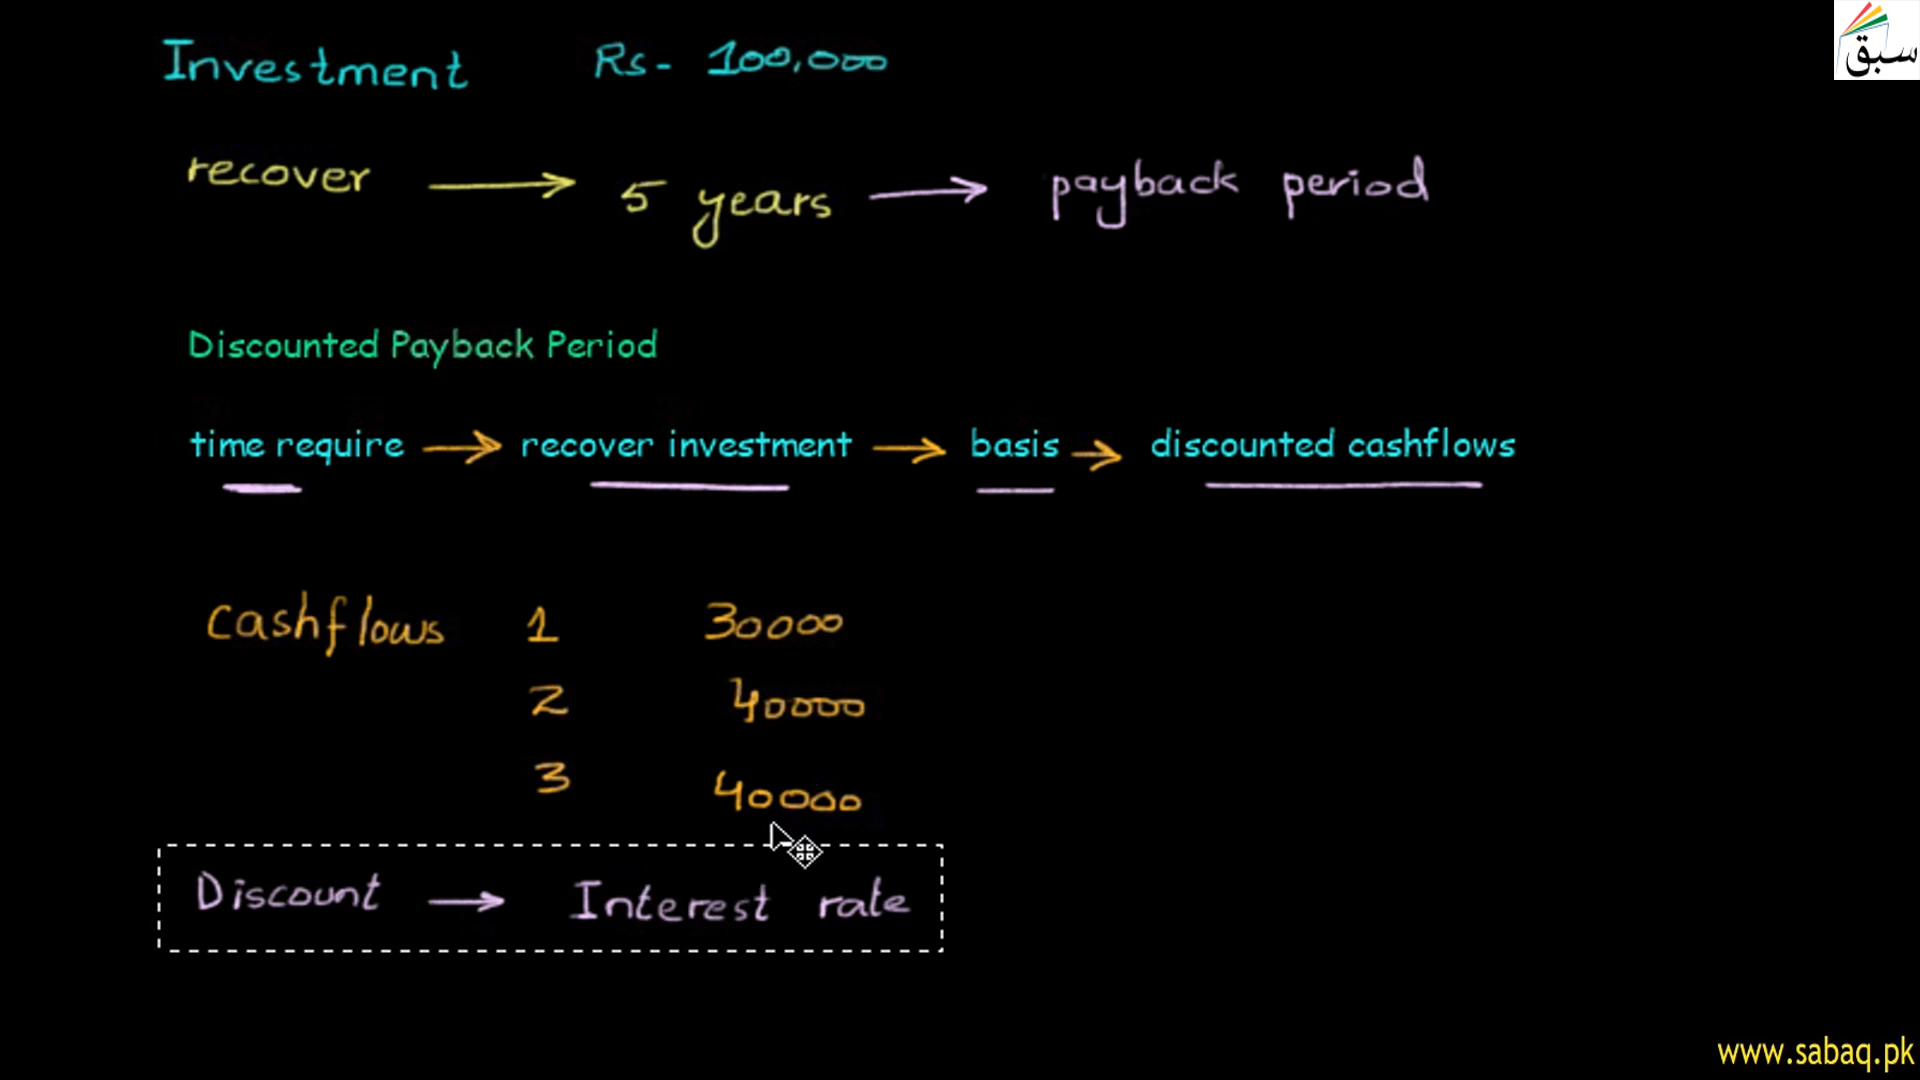 سبق
Investment Rs- 100,000
recover → 5 years → payback period
Discounted Payback Period
time require → recover investment → basis → discounted cashflows
Cashflows 1 30000
2 40000
3 40000
Discount → Interest rate
www.sabaq.pk